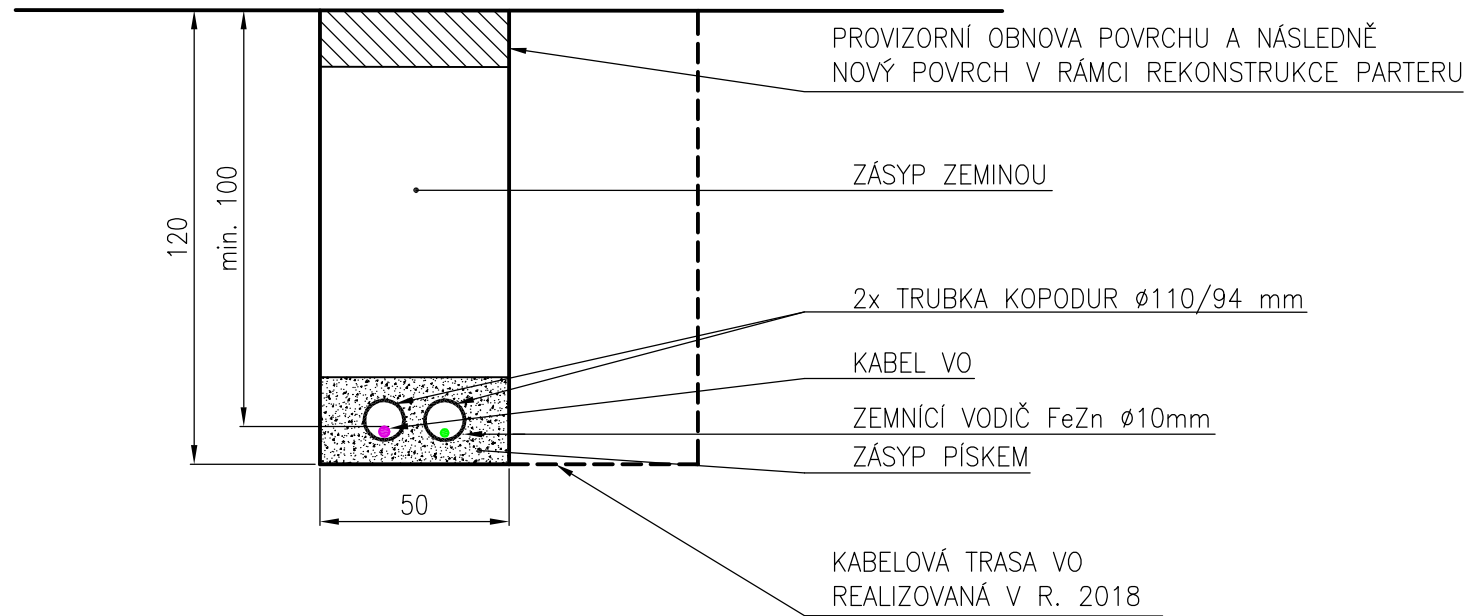 PROVIZORNÍ OBNOVA POVRCHU A NÁSLEDNĚ
NOVÝ POVRCH V RÁMCI REKONSTRUKCE PARTERU
ZÁSYP ZEMINOU
120
min. 100
2x TRUBKA KOPODUR ø110/94 mm
KABEL VO
ZEMNÍCÍ VODIČ FeZn ø10mm
ZÁSYP PÍSKEM
50
KABELOVÁ TRASA VO
REALIZOVANÁ V R. 2018